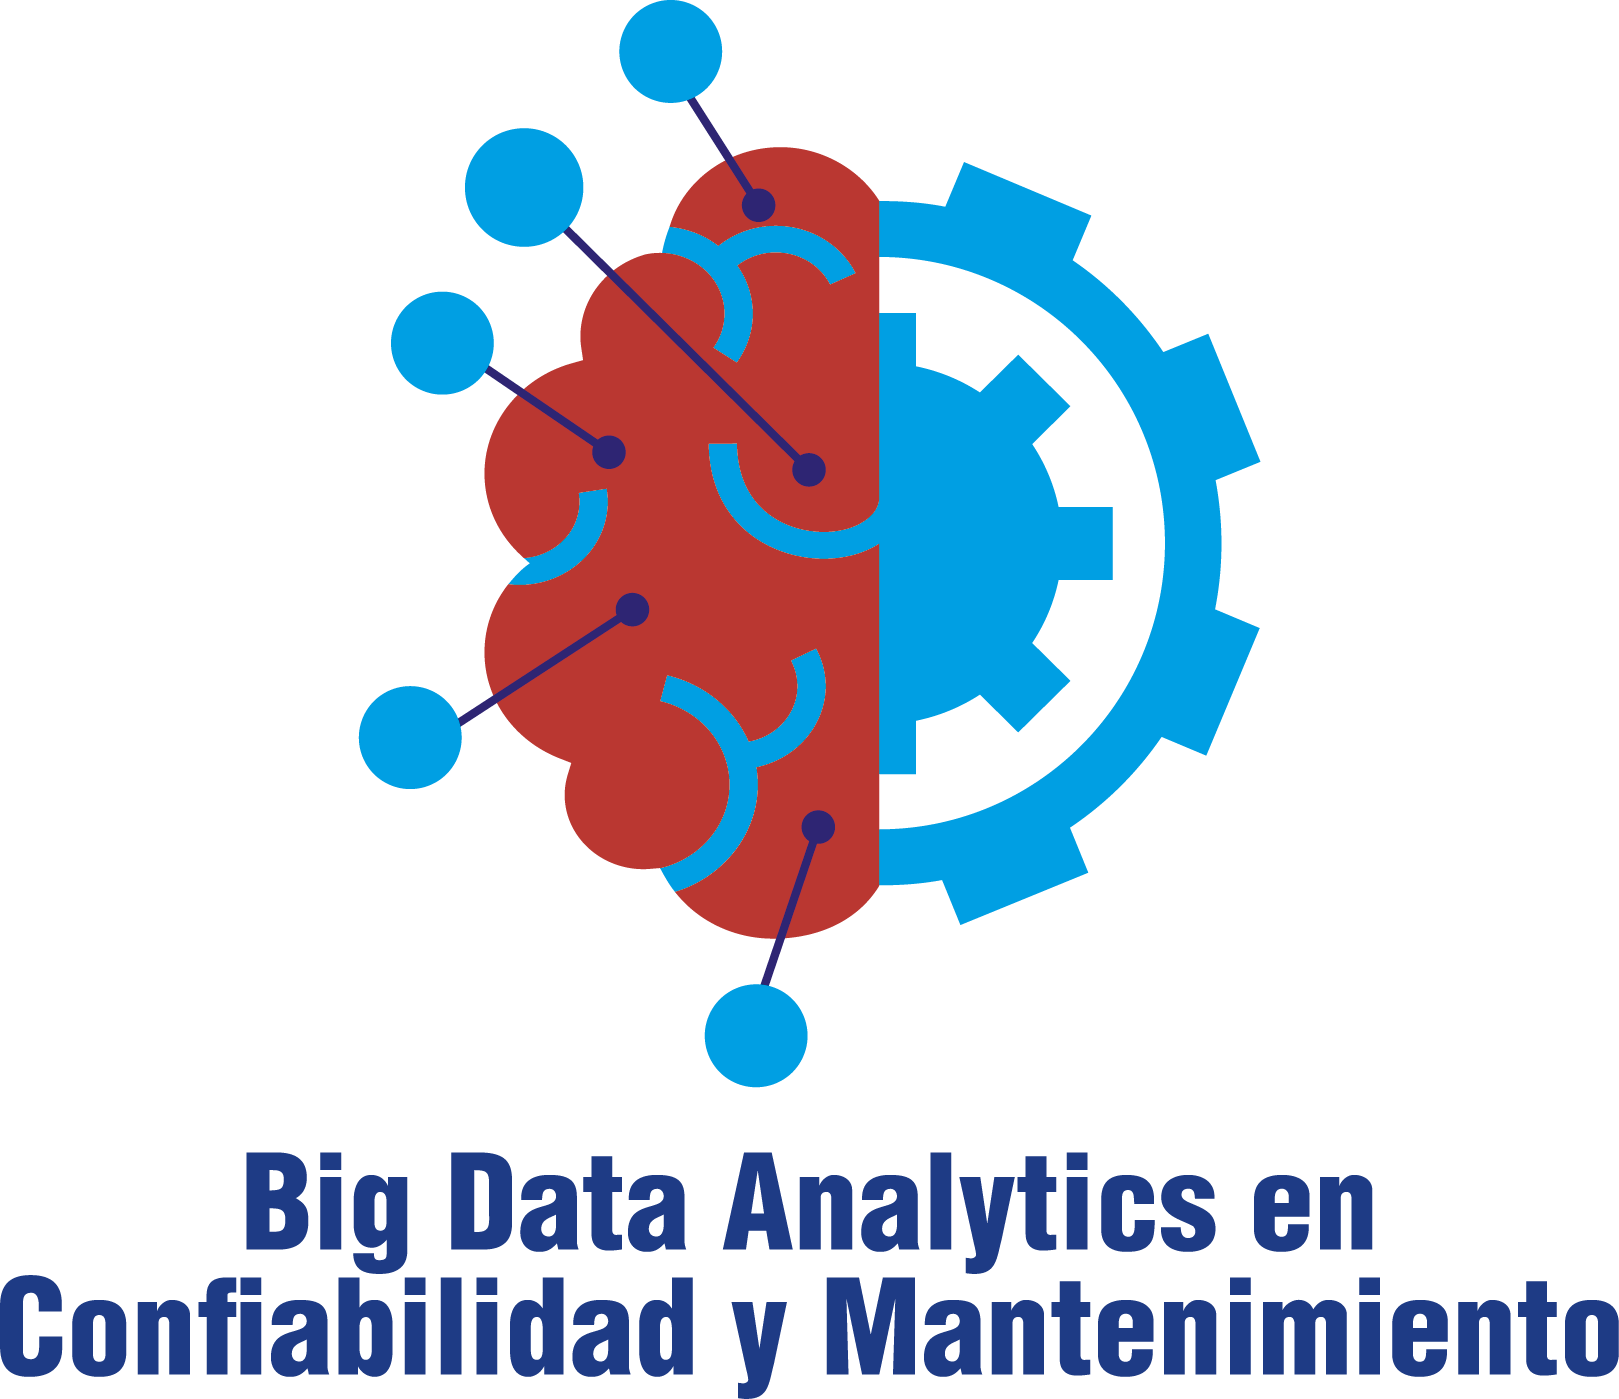 Big Data Analytics en
Confiabilidad y Mantenimiento